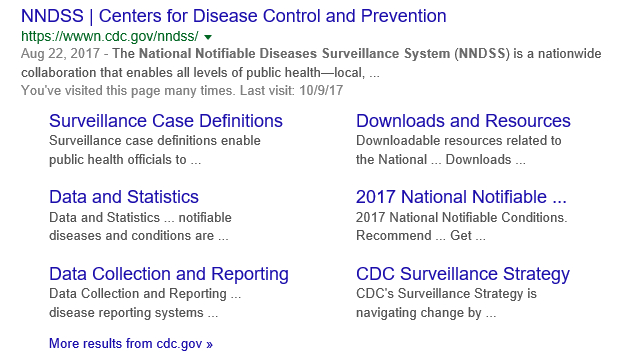 NNDSS | Centers for Disease Control and Prevention
https://wwwn.cdc.gov/nndss/
Aug 22, 2017 - The National Notifiable Diseases Surveillance System (NNDSS) is a nationwide
collaboration that enables all levels of public health—local, ...
You've visited this page many times. Last visit: 10/9/17
Surveillance Case Definitions
Surveillance case definitions enable
public health officials to ...
Downloads and Resources
Downloadable resources related to
the National ... Downloads ...
Data and Statistics
Data and Statistics ... notifiable
diseases and conditions are ...
2017 National Notifiable ...
2017 National Notifiable Conditions.
Recommend ... Get ...
Data Collection and Reporting
Data Collection and Reporting ...
disease reporting systems ...
CDC Surveillance Strategy
CDC's Surveillance Strategy is
navigating change by ...
More results from cdc.gov »